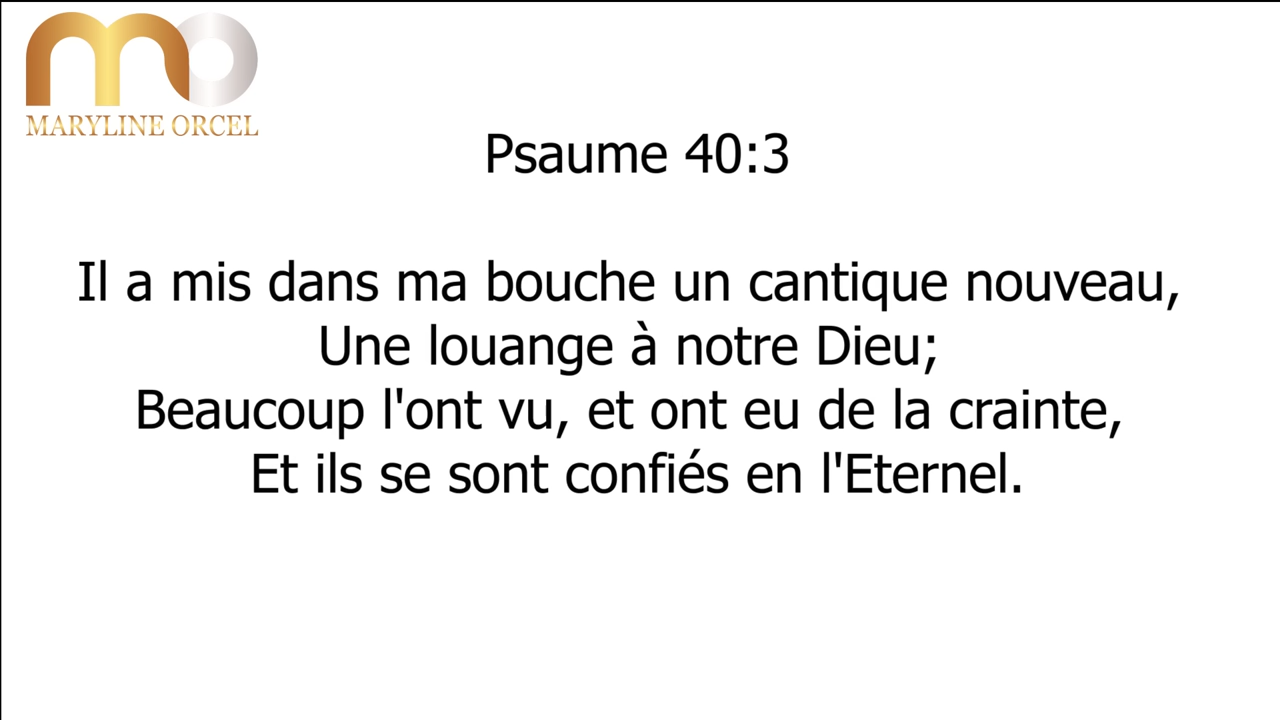 mo
MARYLINE ORCEL
Psaume 40:3
Il a mis dans ma bouche un cantique nouveau,
Une louange à notre Dieu;
Beaucoup l'ont vu, et ont eu de la crainte,
Et ils se sont confiés en l'Eternel.